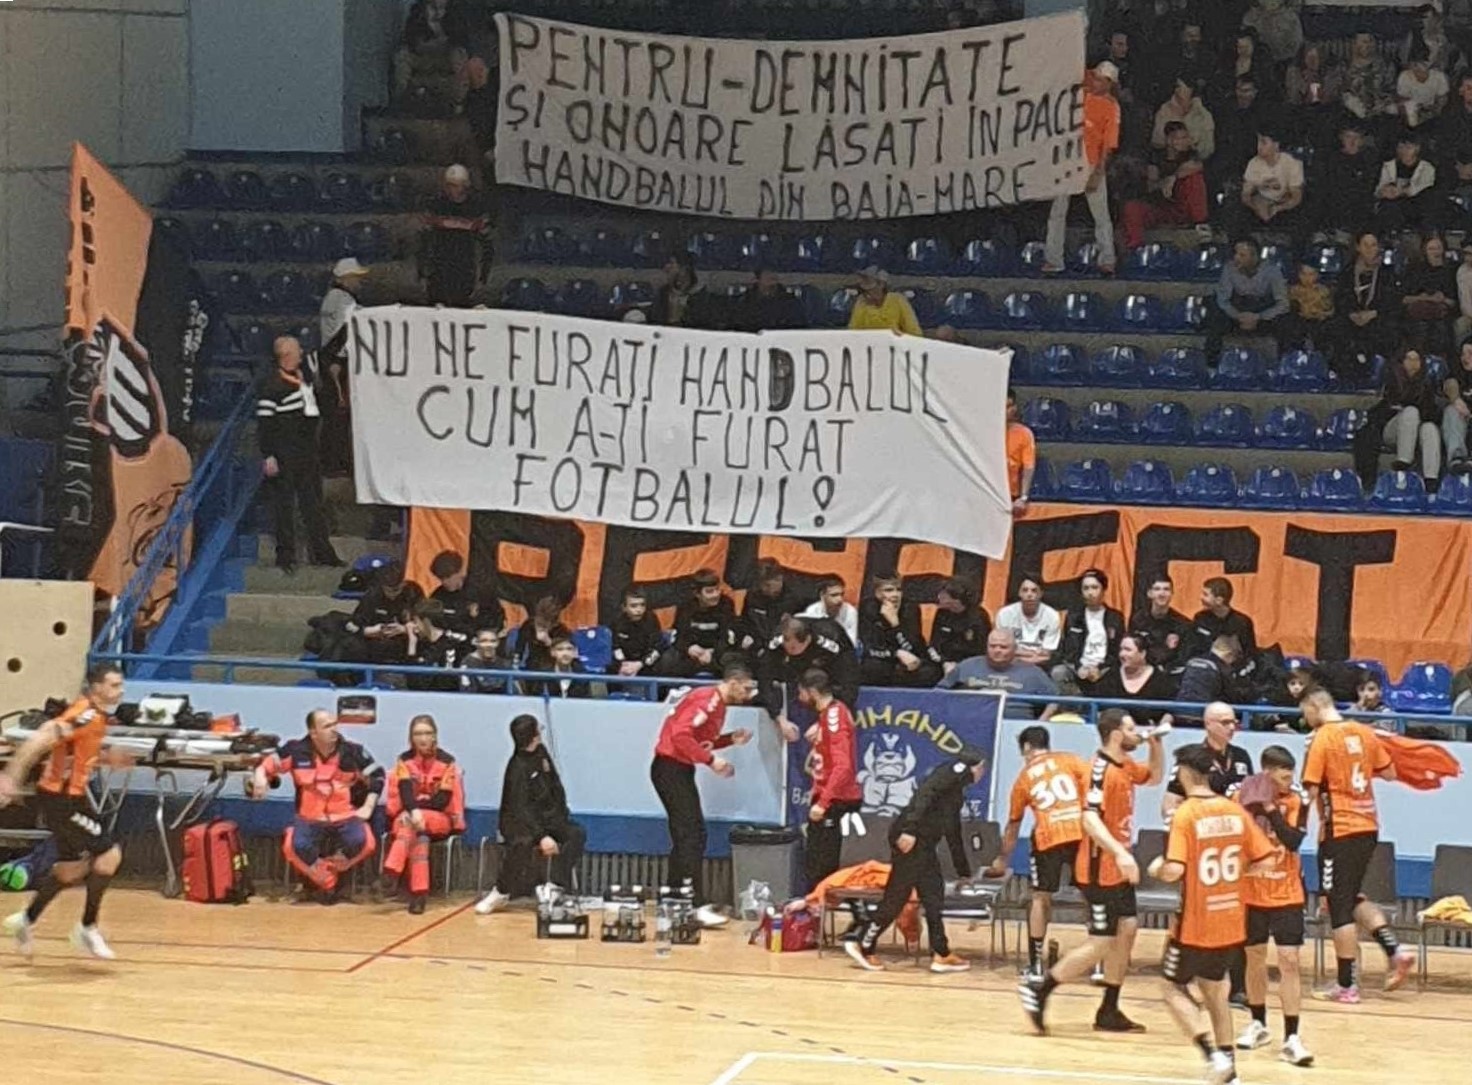 PENTRU-DEMNITATE
ȘI ONOARE LĂSAȚI ÎN PACE
HANDBALUL DIN BAIA-MARE !!!
NU NE FURAȚI HANDBALUL
CUM A-ȚI FURAT
FOTBALUL!
RESPECT
MMANDO
30
4
66